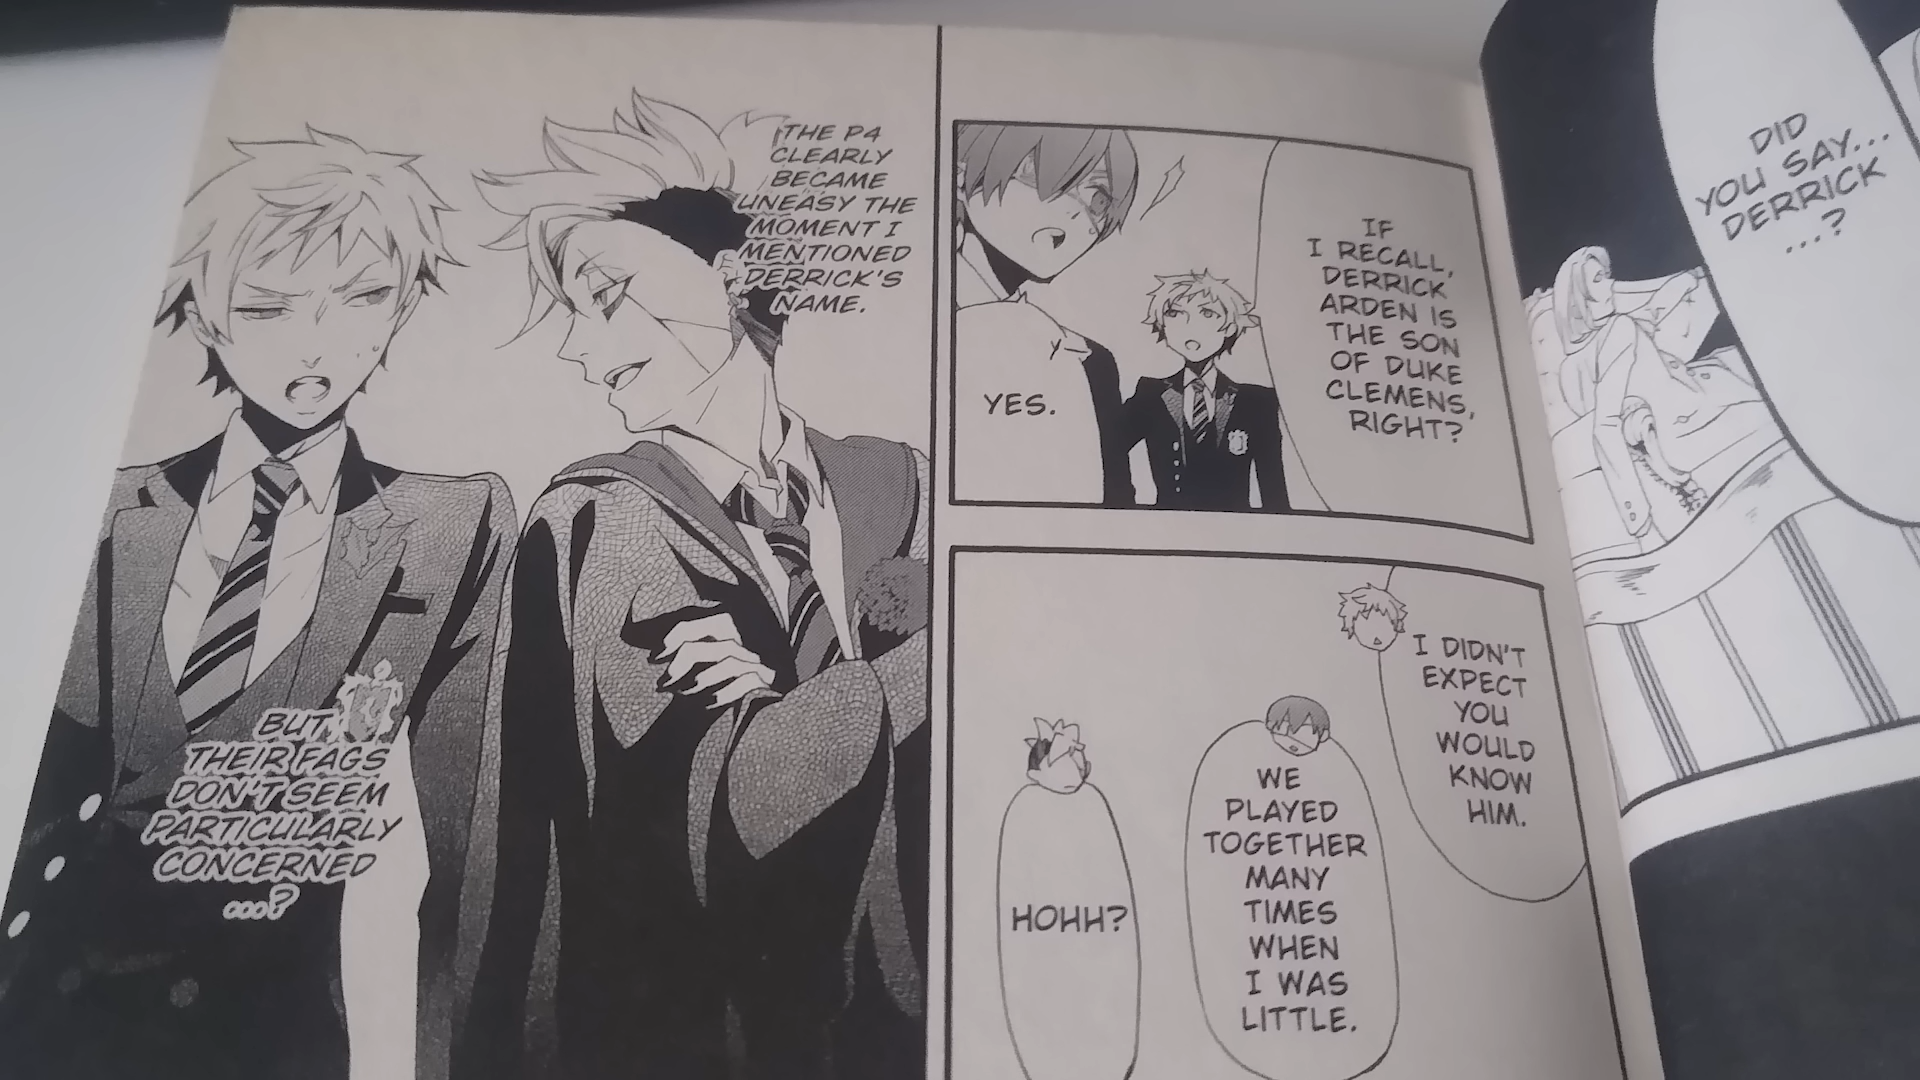 DID
YOU SAY...
DERRICK
...?
IF
I RECALL,
DERRICK
ARDEN IS
THE SON
OF DUKE
CLEMENS,
RIGHT?
Y-
YES.
I DIDN'T
EXPECT
YOU
WOULD
KNOW
HIM.
WE
PLAYED
TOGETHER
MANY
TIMES
WHEN
I WAS
LITTLE.
HOHH?
THE P4
CLEARLY
BECAME
UNEASY THE
MOMENT I
MENTIONED
DERRICK'S
NAME.
BUT
THEIR FAGS
DON'T SEEM
PARTICULARLY
CONCERNED
...?